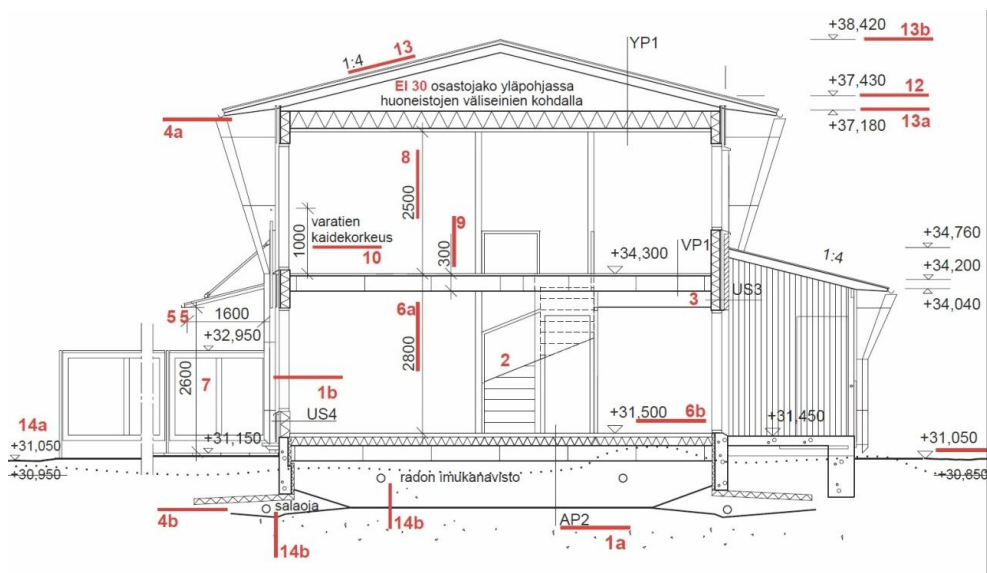 +38,420
13b
YP1
13
1:4
+37,430
12
EI 30 osastojako yläpohjassa
huoneistojen väliseinien kohdalla
13a
+37,180
4a
8
2500
9
varatien
kaidekorkeus
1000
10
300
+34,300
VP1
+34,760
1:4
+34,200
+34,040
US3
3
6a
5 5
1600
+32,950
2800
2600
7
2
1b
14a
US4
+31,500
6b
+31,450
+31,050
+31,150
+31,050
+30,950
+30,850
radon imukanavisto
salaoja
4b
14b
AP2
1a
14b